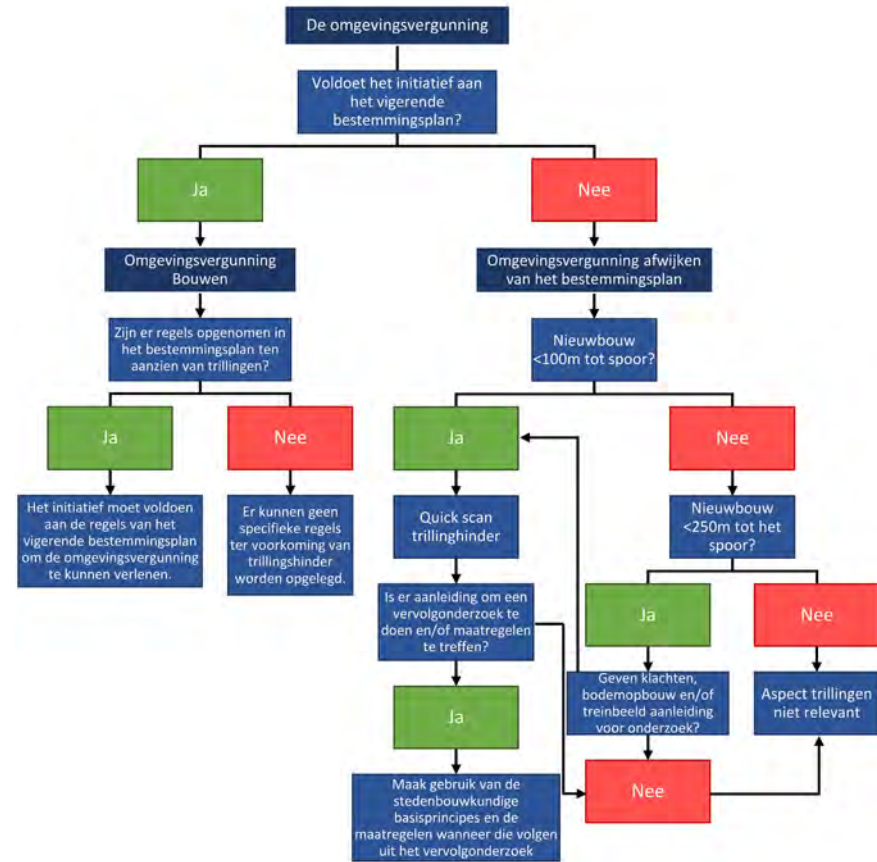 De omgevingsvergunning
Voldoet het initiatief aan
het vigerende
bestemmingsplan?
Ja
Nee
Omgevingsvergunning
Bouwen
Omgevingsvergunning afwijken
van het bestemmingsplan
Zijn er regels opgenomen in
het bestemmingsplan ten
aanzien van trillingen?
Nieuwbouw
<100m tot spoor?
Ja
Nee
Ja
Nee
Het initiatief moet voldoen
aan de regels van het
vigerende bestemmingsplan
om de omgevingsvergunning
te kunnen verlenen.
Er kunnen geen
specifieke regels
ter voorkoming van
trillingshinder
worden opgelegd.
Quick scan
trillinghinder
Nieuwbouw
<250m tot het
spoor?
Is er aanleiding om een
vervolgonderzoek te
doen en/of maatregelen
te treffen?
Ja
Nee
Ja
Geven klachten,
bodemopbouw en/of
treinbeeld aanleiding
voor onderzoek?
Aspect trillingen
niet relevant
Maak gebruik van de
stedenbouwkundige
basisprincipes en de
maatregelen wanneer die volgen
uit het vervolgonderzoek
Nee